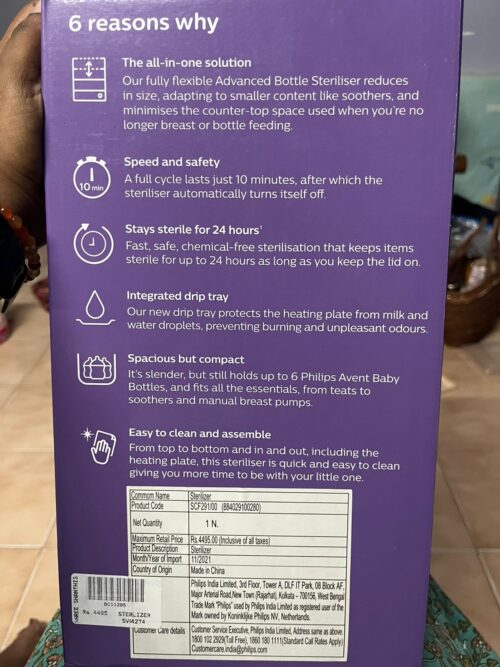 6 reasons why
The all-in-one solution
Our fully flexible Advanced Bottle Steriliser reduces
in size, adapting to smaller content like soothers, and
minimises the counter-top space used when you're no
longer breast or bottle feeding.
Speed and safety
10 min
A full cycle lasts just 10 minutes, after which the
steriliser automatically turns itself off.
Stays sterile for 24 hours¹
Fast, safe, chemical-free sterilisation that keeps items
sterile for up to 24 hours as long as you keep the lid on.
Integrated drip tray
Our new drip tray protects the heating plate from milk and
water droplets, preventing burning and unpleasant odours.
Spacious but compact
It's slender, but still holds up to 6 Philips Avent Baby
Bottles, and fits all the essentials, from teats to
soothers and manual breast pumps.
Easy to clean and assemble
From top to bottom and in and out, including the
heating plate, this steriliser is quick and easy to clean
giving you more time to be with your little one.
Commom Name Sterilizer
Product Code SCF291/00 (884029100280)
Net Quantity 1 N.
Maximum Retail Price Rs.4495.00 (Inclusive of all taxes)
Product Description Sterilizer
Month/Year of Import 11/2021
Country of Origin Made in China
Philips India Limited, 3rd Floor, Tower A, DLF IT Park, 08 Block AF,
Major Arterial Road,New Town (Rajarhat), Kolkata – 700156, West Bengal
Trade Mark "Philips" used by Philips India Limited as registered user of the
Mark owned by Koninklijke Philips NV, Netherlands.
Customer Care details Customer Service Executive, Philips India Limited, Address same as above.
1800 102 2929(Toll Free), 1860 180 1111(Standard Call Rates Apply)
Customercare.india@philips.com
SHREE SHANTHIS
BC11205
Rs.4495 STERLIZER
SVM4274